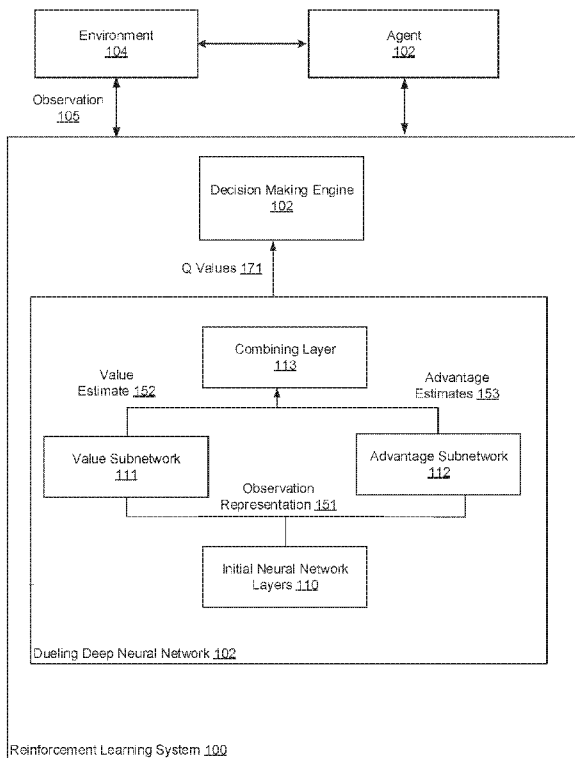 Environment
104
Agent
102
Observation
105
Decision Making Engine
102
Q Values 171
Combining Layer
113
Value
Estimate 152
Advantage
Estimates 153
Value Subnetwork
111
Advantage Subnetwork
112
Observation
Representation 151
Initial Neural Network
Layers 110
Dueling Deep Neural Network 102
Reinforcement Learning System 100